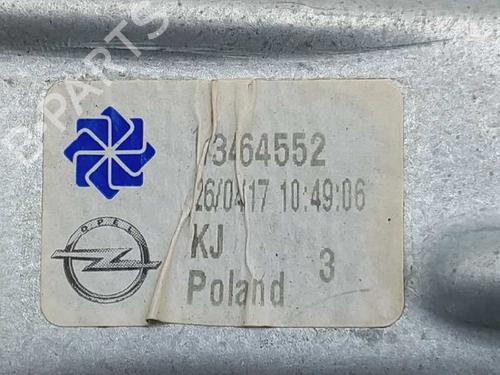 B-PARTS
13464552
26/04/17 10:49:06
KJ
3
Poland
OPEL